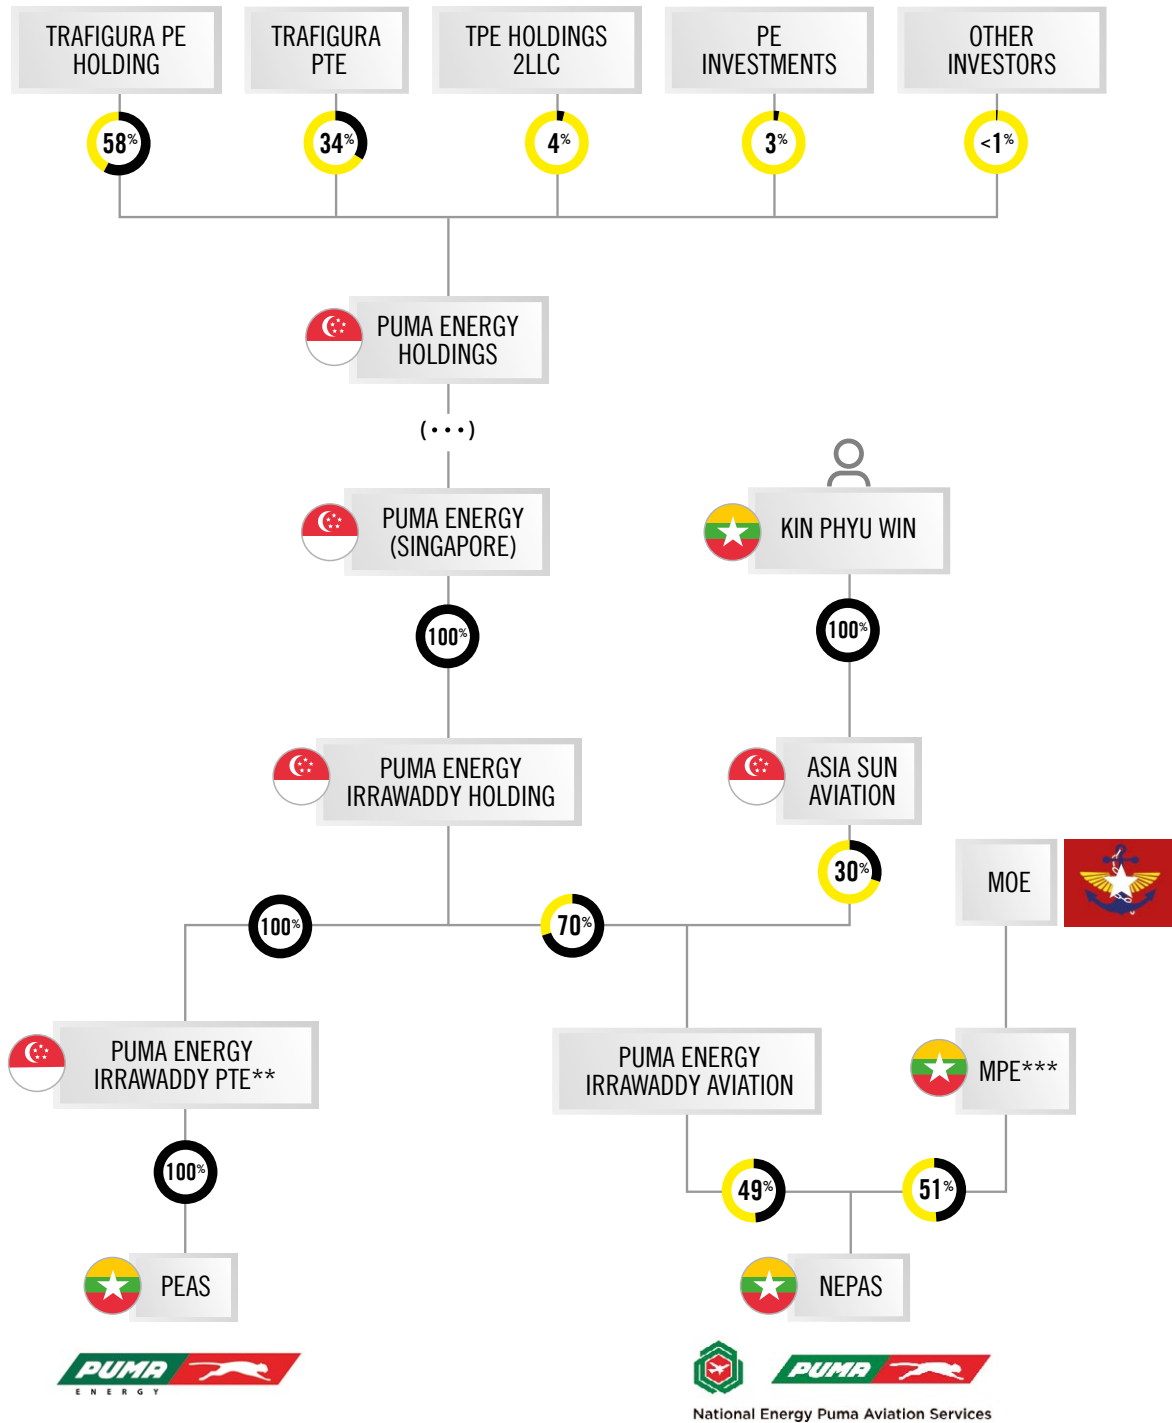 TRAFIGURA PE
HOLDING
TRAFIGURA
PTE
TPE HOLDINGS
2LLC
PE
INVESTMENTS
OTHER
INVESTORS
58%
34%
4%
3%
<1%
PUMA ENERGY
HOLDINGS
(···)
PUMA ENERGY
(SINGAPORE)
KIN PHYU WIN
100%
100%
PUMA ENERGY
IRRAWADDY HOLDING
ASIA SUN
AVIATION
30%
MOE
100%
70%
PUMA ENERGY
IRRAWADDY PTE**
PUMA ENERGY
IRRAWADDY AVIATION
MPE***
100%
49%
51%
PEAS
NEPAS
PUMA
ENERGY
PUMA
National Energy Puma Aviation Services